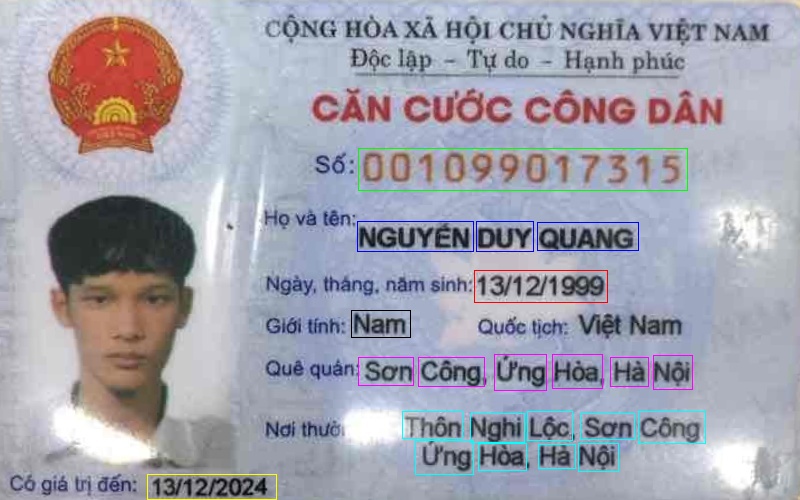 CỘNG HÒA XÃ HỘI CHỦ NGHĨA VIỆT NAM
Độc lập - Tự do - Hạnh phúc
CĂN CƯỚC CÔNG DÂN
Số: 001099017315
Họ và tên:
NGUYỄN DUY QUANG
Ngày, tháng, năm sinh: 13/12/1999
Giới tính: Nam Quốc tịch: Việt Nam
Quê quán: Sơn Công, Ứng Hòa, Hà Nội
Nơi thườ Thôn Nghi Lộc, Sơn Công
Ứng Hòa, Hà Nội
Có giá trị đến: 13/12/2024